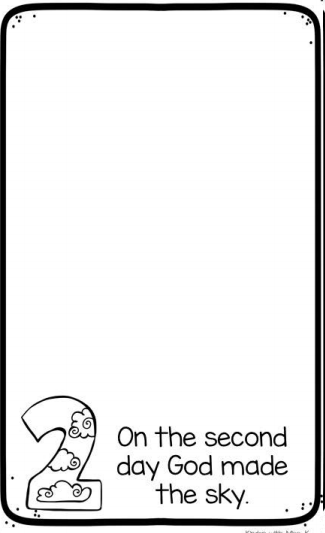 2
On the second
day God made
the sky.